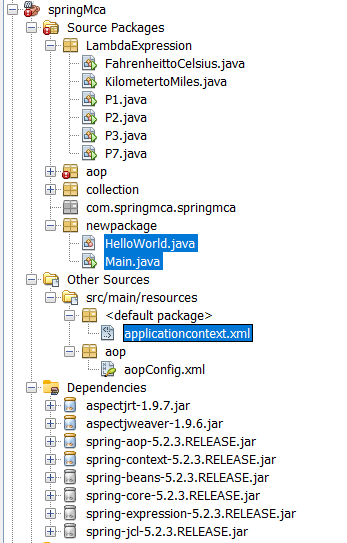 springMca
Source Packages
LambdaExpression
FahrenheittoCelsius.java
KilometertoMiles.java
P1.java
P2.java
P3.java
P7.java
aop
collection
com.springmca.springmca
newpackage
HelloWorld.java
Main.java
Other Sources
src/main/resources
<default package>
applicationcontext.xml
aop
aopConfig.xml
Dependencies
aspectjrt-1.9.7.jar
aspectjweaver-1.9.6.jar
spring-aop-5.2.3.RELEASE.jar
spring-context-5.2.3.RELEASE.jar
spring-beans-5.2.3.RELEASE.jar
spring-core-5.2.3.RELEASE.jar
spring-expression-5.2.3.RELEASE.jar
spring-jcl-5.2.3.RELEASE.jar